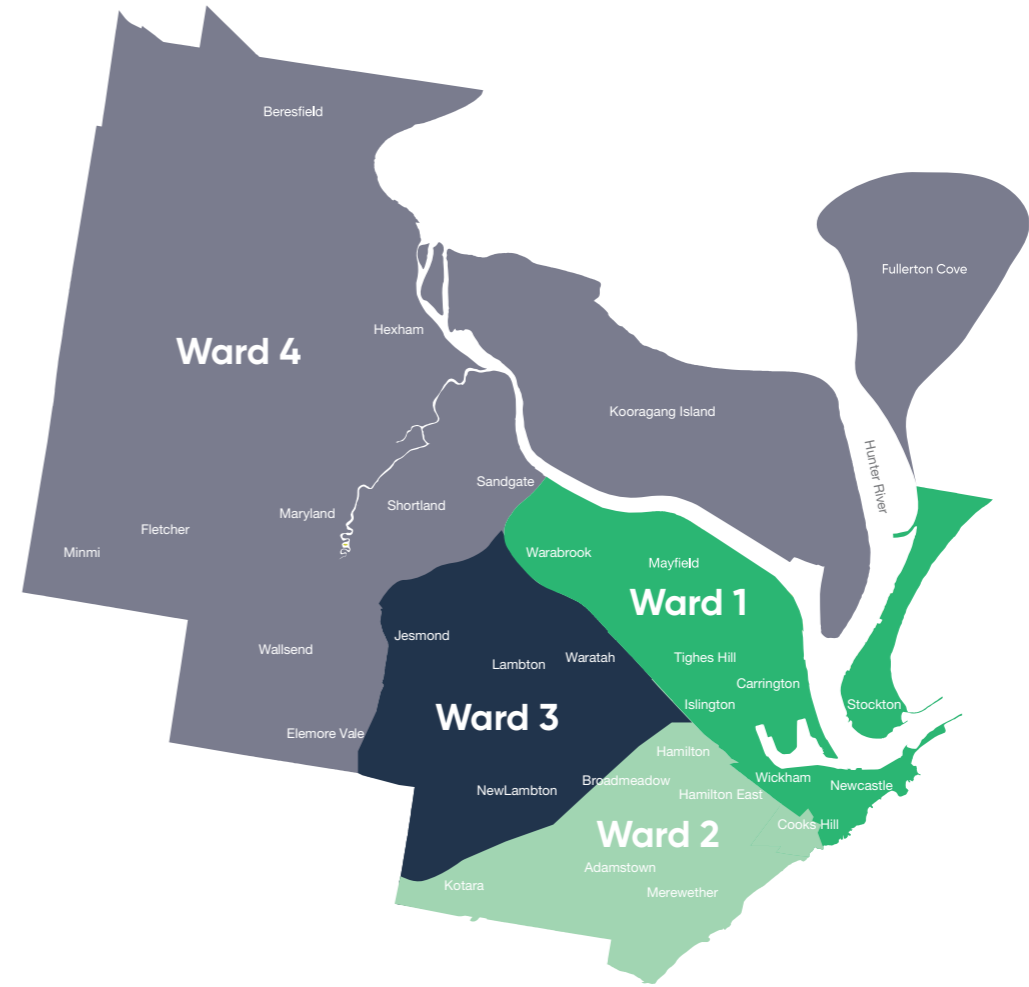 Beresfield
Fullerton Cove
Hexham
Ward 4
Kooragang Island
Hunter River
Sandgate
Shortland
Maryland
Fletcher
Minmi
Warabrook
Mayfield
Ward 1
Jesmond
Wallsend
Lambton
Waratah
Tighes Hill
Carrington
Islington
Stockton
Ward 3
Elemore Vale
Hamilton
Broadmeadow
Wickham
Newcastle
NewLambton
Hamilton East
Cooks Hill
Ward 2
Adamstown
Kotara
Merewether